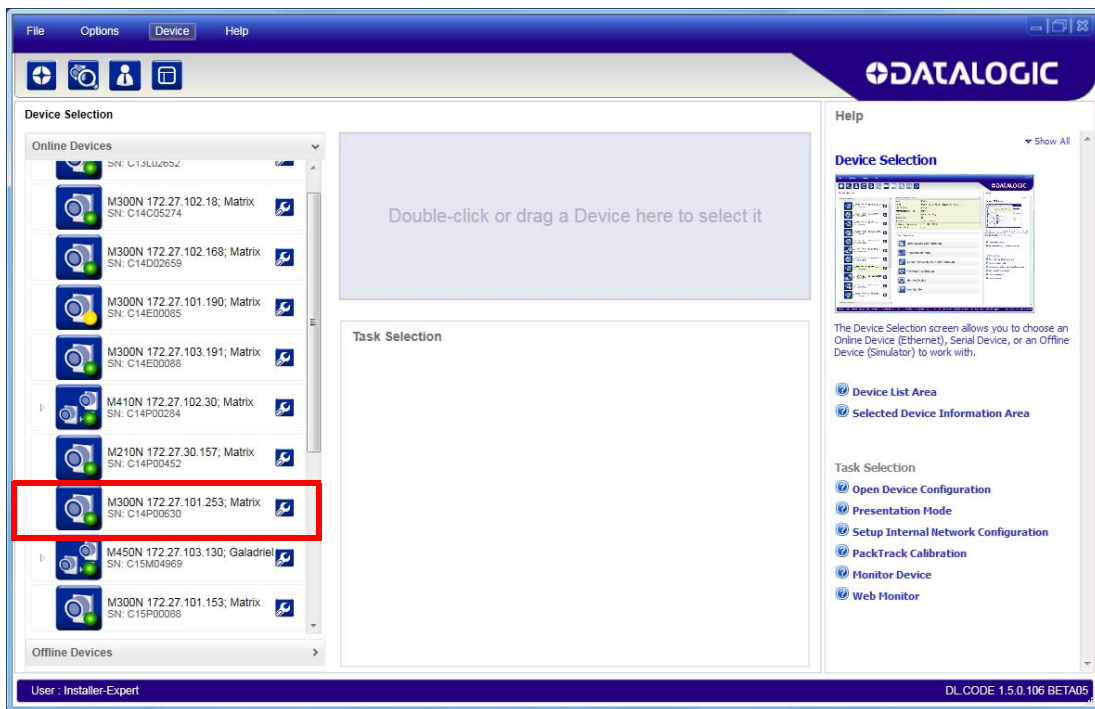 File Options Device Help
DATALOGIC
Device Selection
Online Devices
SN: C13L02652
M300N 172.27.102.18; Matrix
SN: C14C05274
M300N 172.27.102.168; Matrix
SN: C14D02659
M300N 172.27.101.190; Matrix
SN: C14E00085
M300N 172.27.103.191; Matrix
SN: C14E00088
M410N 172.27.102.30; Matrix
SN: C14P00284
M210N 172.27.30.157; Matrix
SN: C14P00452
M300N 172.27.101.253; Matrix
SN: C14P00630
M450N 172.27.103.130; Galadriel
SN: C15M04969
M300N 172.27.101.153; Matrix
SN: C15P00088
Offline Devices
Double-click or drag a Device here to select it
Task Selection
Help
Show All
Device Selection
The Device Selection screen allows you to choose an
Online Device (Ethernet), Serial Device, or an Offline
Device (Simulator) to work with.
Device List Area
Selected Device Information Area
Task Selection
Open Device Configuration
Presentation Mode
Setup Internal Network Configuration
PackTrack Calibration
Monitor Device
Web Monitor
User : Installer-Expert
DL.CODE 1.5.0.106 BETA05